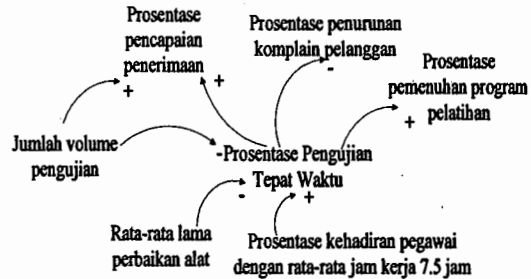 Prosentase
pencapaian
penerimaan
+
+
Prosentase penurunan
komplain pelanggan
-
Prosentase
pemenuhan program
pelatihan
+
Jumlah volume
pengujian
-Prosentase Pengujian
Tepat Waktu
-
+
Rata-rata lama
perbaikan alat
Prosentase kehadiran pegawai
dengan rata-rata jam kerja 7.5 jam